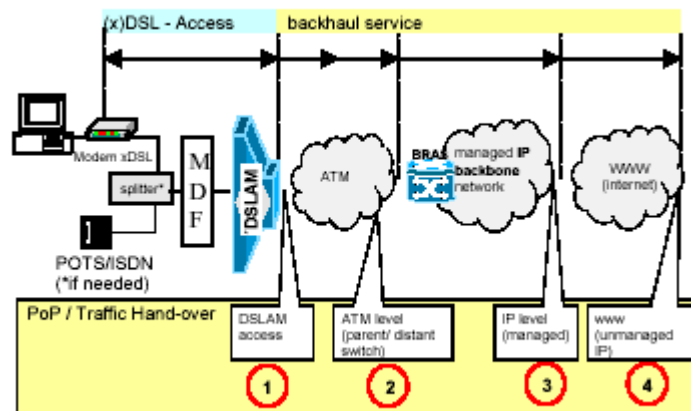 (x)DSL - Access
backhaul service
Modem xDSL
splitter*
MDF
DSLAM
ATM
BRAS
managed IP
backbone
network
WWW
(internet)
POTS/ISDN
(*if needed)
PoP / Traffic Hand-over
DSLAM
access
ATM level
(parent/ distant
switch)
IP level
(managed)
www
(unmanaged
IP)
1
2
3
4